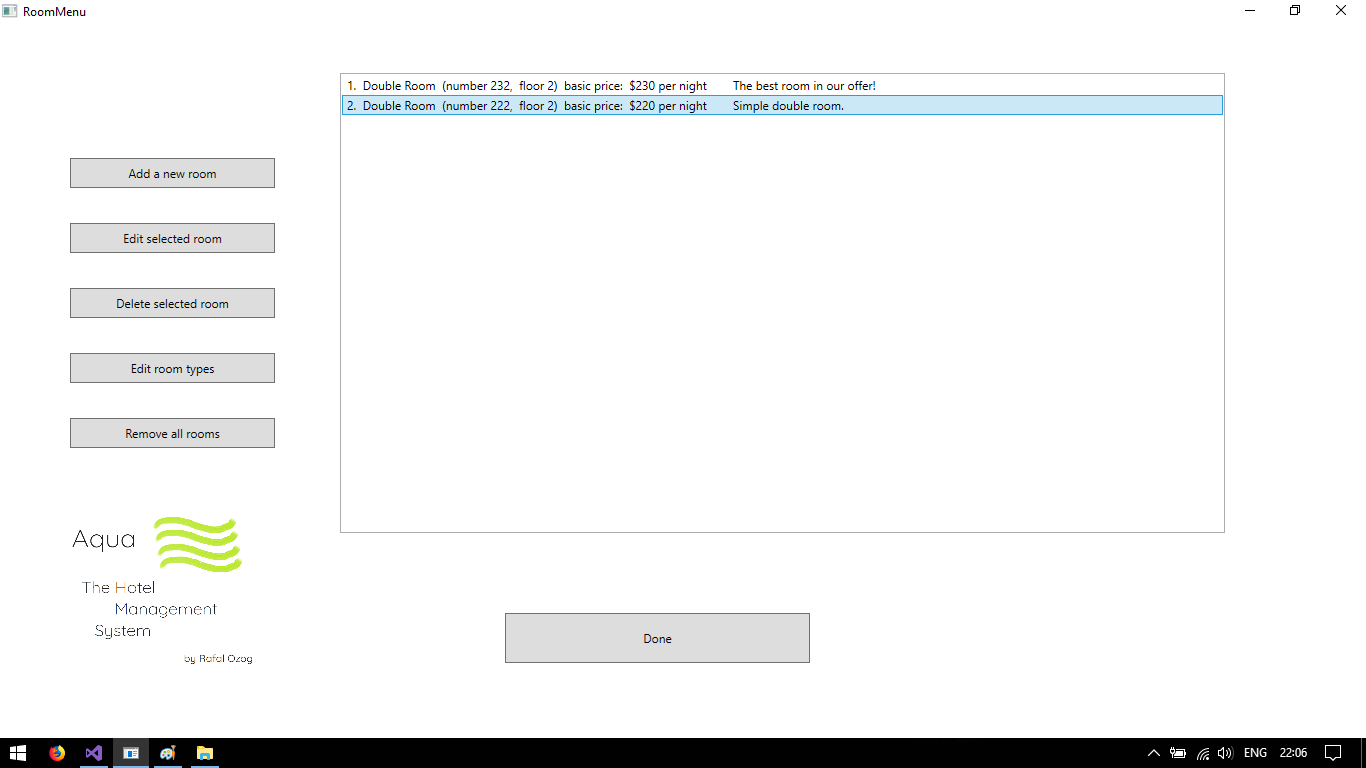 RoomMenu
1. Double Room (number 232, floor 2) basic price: $230 per night The best room in our offer!
2. Double Room (number 222, floor 2) basic price: $220 per night Simple double room.
Add a new room
Edit selected room
Delete selected room
Edit room types
Remove all rooms
Aqua
The Hotel
Management
System
by Rafal Ozog
Done
ENG 22:06